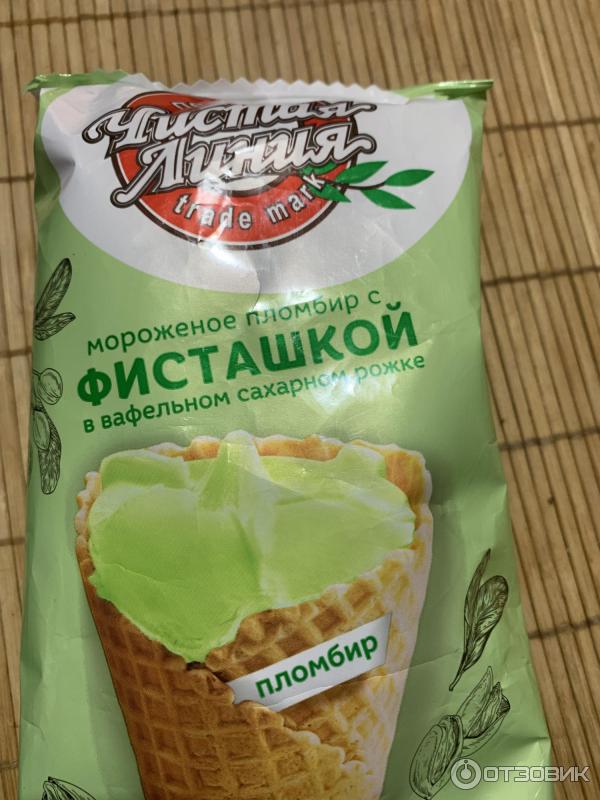 Чистая
Линия
trade mark
мороженое пломбир с
ФИСТАШКОЙ
в вафельном сахарном рожке
пломбир
ОТЗОВИК